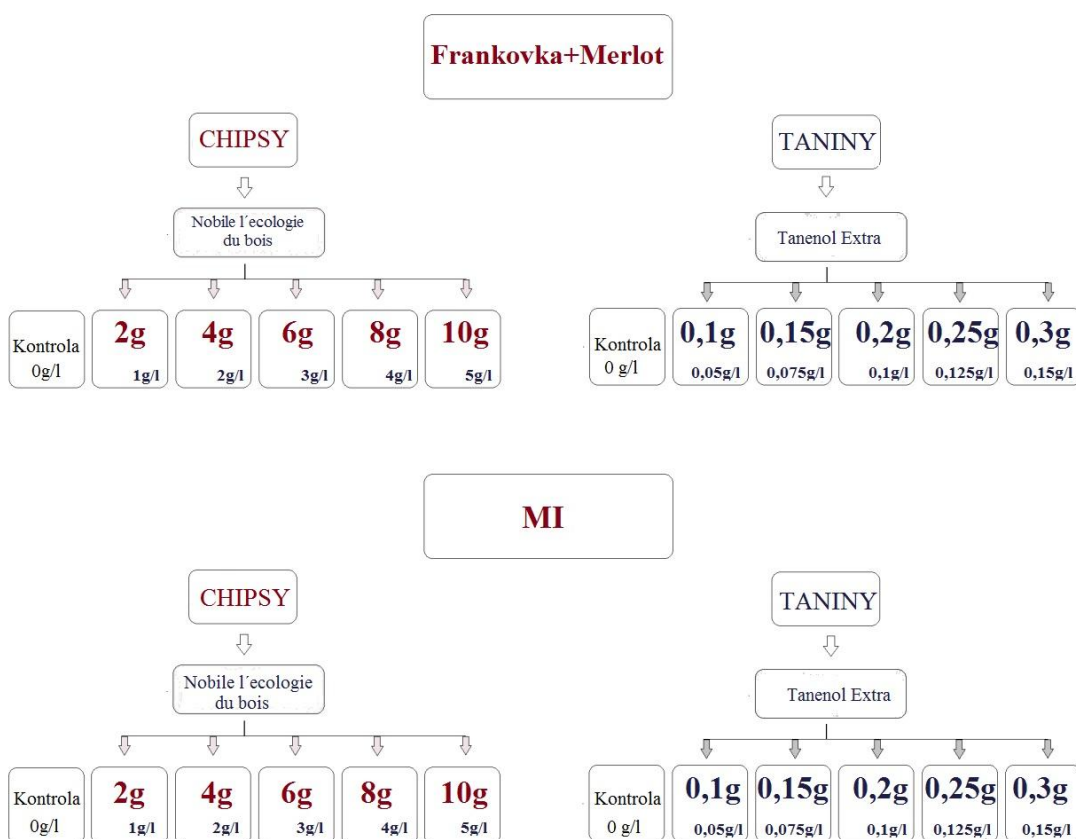 Frankovka+Merlot
CHIPSY
TANINY
Nobile l´ecologie
du bois
Tanenol Extra
Kontrola
0g/l
2g
1g/l
4g
2g/l
6g
3g/l
8g
4g/l
10g
5g/l
Kontrola
0 g/l
0,1g
0,05g/l
0,15g
0,075g/l
0,2g
0,1g/l
0,25g
0,125g/l
0,3g
0,15g/l
MI
CHIPSY
TANINY
Nobile l´ecologie
du bois
Tanenol Extra
Kontrola
0g/l
2g
1g/l
4g
2g/l
6g
3g/l
8g
4g/l
10g
5g/l
Kontrola
0 g/l
0,1g
0,05g/l
0,15g
0,075g/l
0,2g
0,1g/l
0,25g
0,125g/l
0,3g
0,15g/l